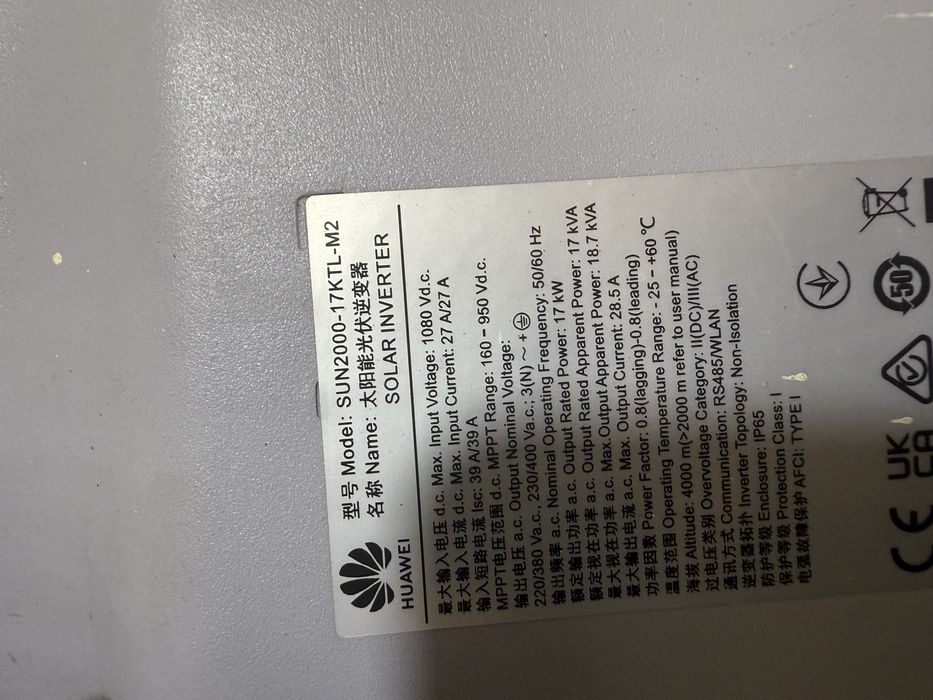 HUAWEI
型号 Model: SUN2000-17KTL-M2
名称 Name: 太阳能光伏逆变器
SOLAR INVERTER
最大输入电压 d.c. Max. Input Voltage: 1080 Vd.c.
最大输入电流 d.c. Max. Input Current: 27 A/27 A
输入短路电流 Isc: 39 A/39 A
MPPT电压范围 d.c. MPPT Range: 160 – 950 Vd.c.
输出电压 a.c. Output Nominal Voltage:
220/380 Va.c., 230/400 Va.c.; 3(N) ~ +
输出频率 a.c. Nominal Operating Frequency: 50/60 Hz
额定输出功率 a.c. Output Rated Power: 17 kW
额定视在功率 a.c. Output Rated Apparent Power: 17 kVA
最大视在功率 a.c. Max.Output Apparent Power: 18.7 kVA
最大输出电流 a.c. Max. Output Current: 28.5 A
功率因数 Power Factor: 0.8(lagging)-0.8(leading)
温度范围 Operating Temperature Range: - 25 – +60 ℃
海拔 Altitude: 4000 m(>2000 m refer to user manual)
过电压类别 Overvoltage Category: II(DC)/III(AC)
通讯方式 Communication: RS485/WLAN
逆变器拓扑 Inverter Topology: Non-Isolation
防护等级 Enclosure: IP65
保护等级 Protection Class: I
电弧故障保护 AFCI: TYPE I
CE UK CA 50